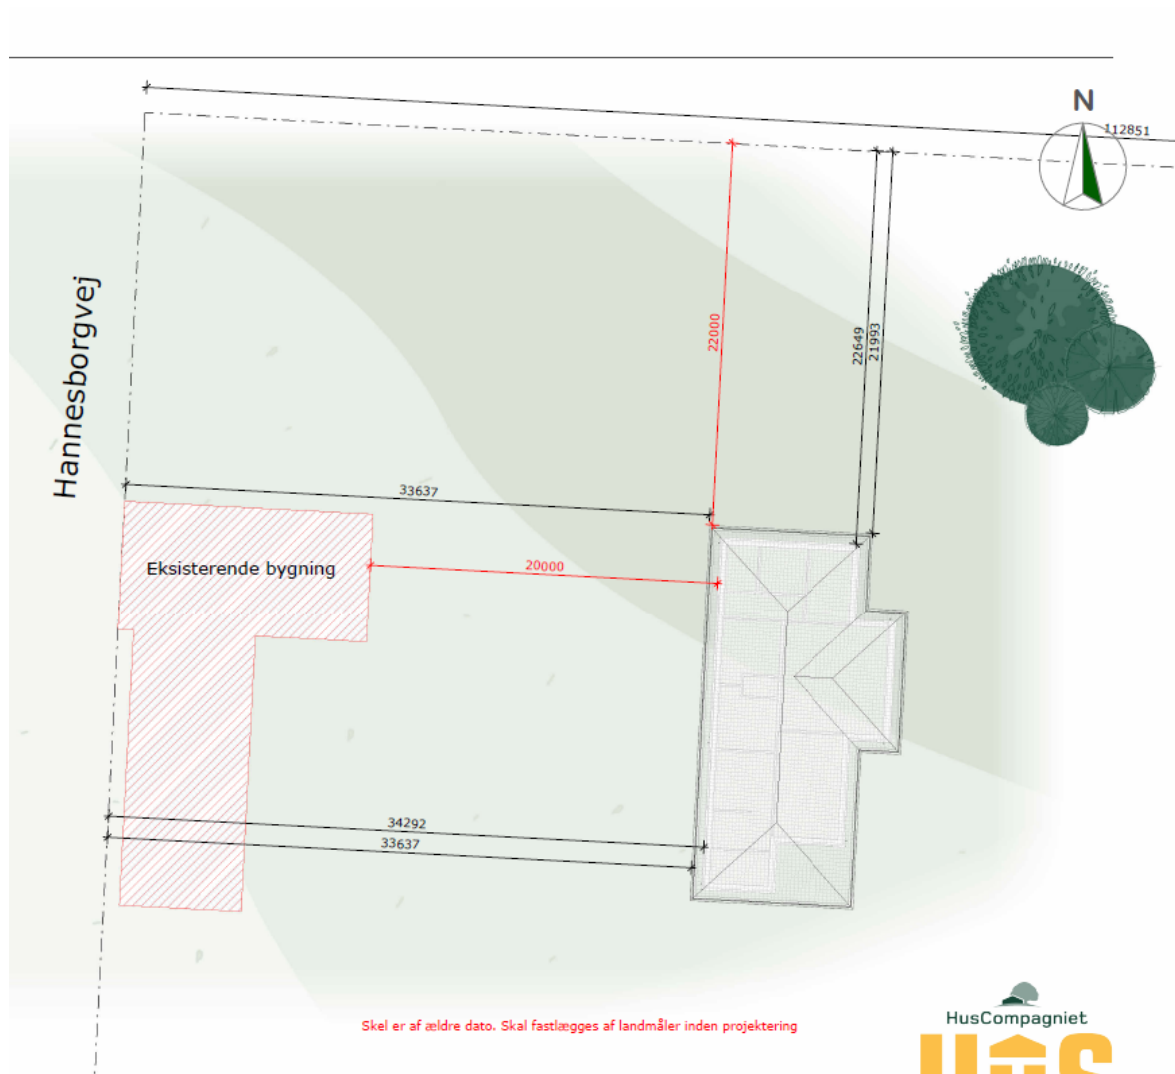 N
112851
Hannesborgvej
22000
22649
21993
33637
Eksisterende bygning
20000
34292
33637
Skel er af ældre dato. Skal fastlægges af landmåler inden projektering
HusCompagniet
HUS